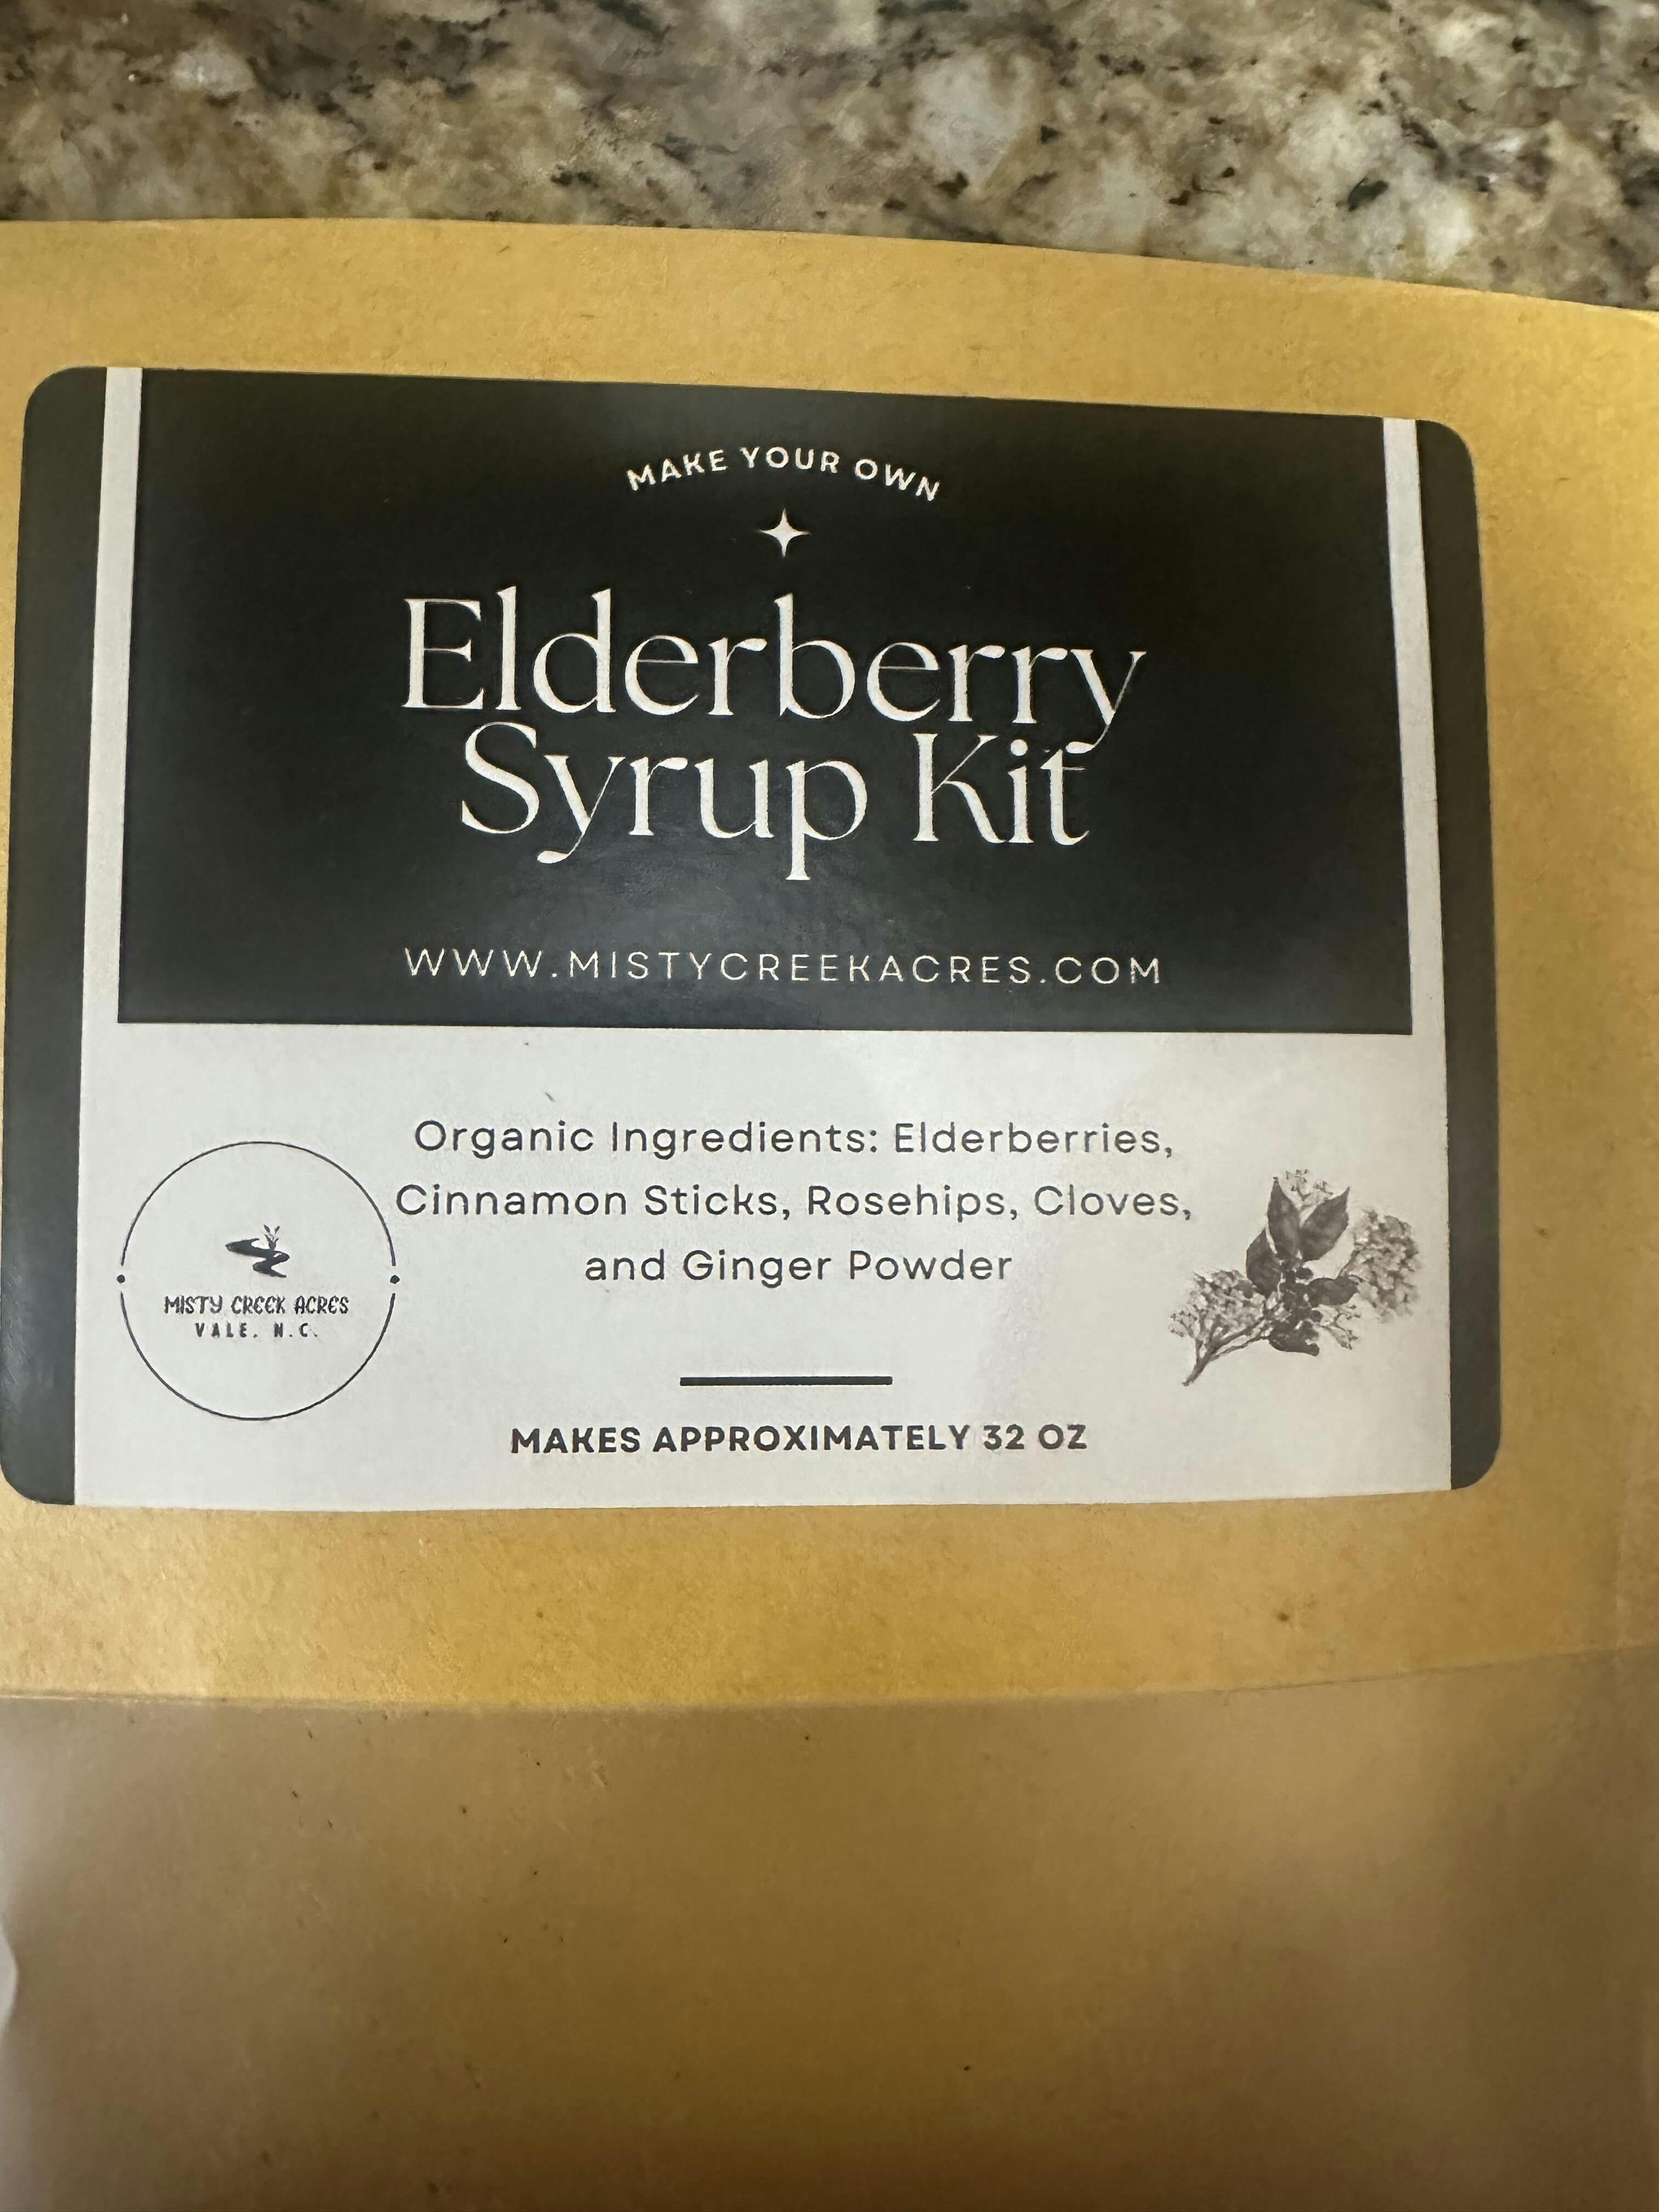 MAKE YOUR OWN
Elderberry
Syrup Kit
WWW.MISTYCREEKACRES.COM
Organic Ingredients: Elderberries,
Cinnamon Sticks, Rosehips, Cloves,
and Ginger Powder
MISTY CREEK ACRES
VALE, N.C.
MAKES APPROXIMATELY 32 OZ